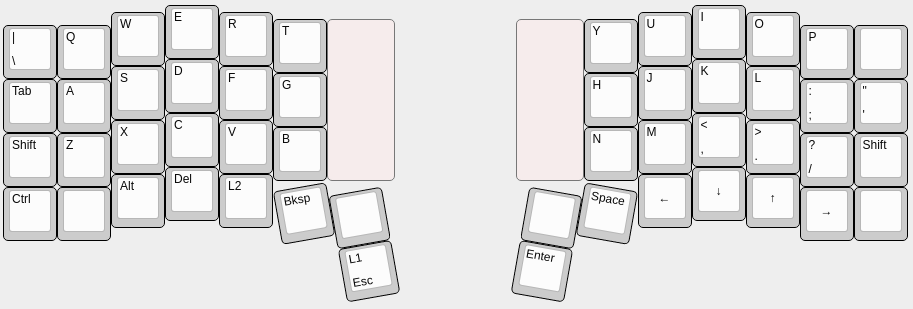 | Q W E R T Y U I O P
\
Tab A S D F G H J K L : "
; '
Shift Z X C V B N M < > ? Shift
, . /
Ctrl Alt Del L2 Bksp Space ← ↓ ↑ →
L1 Enter
Esc